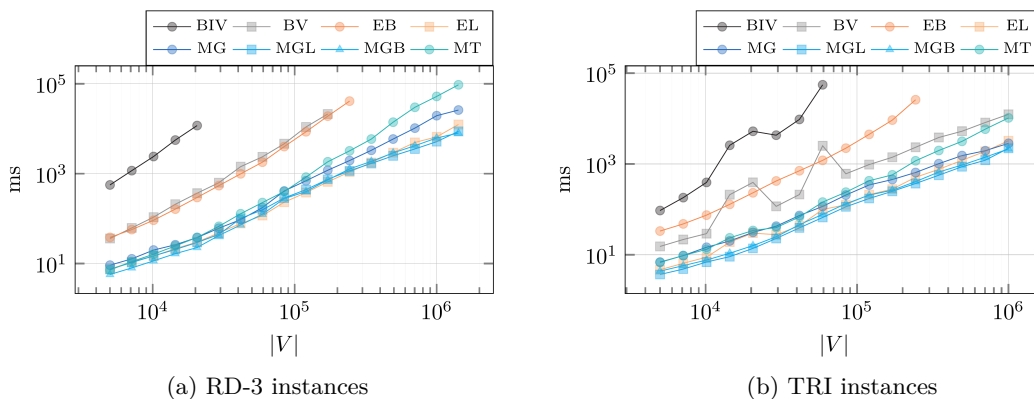 BIV BV EB EL
MG MGL MGB MT
10^5
10^3
10^1
ms
10^4 10^5 10^6
|V|
(a) RD-3 instances
BIV BV EB EL
MG MGL MGB MT
10^5
10^3
10^1
ms
10^4 10^5 10^6
|V|
(b) TRI instances